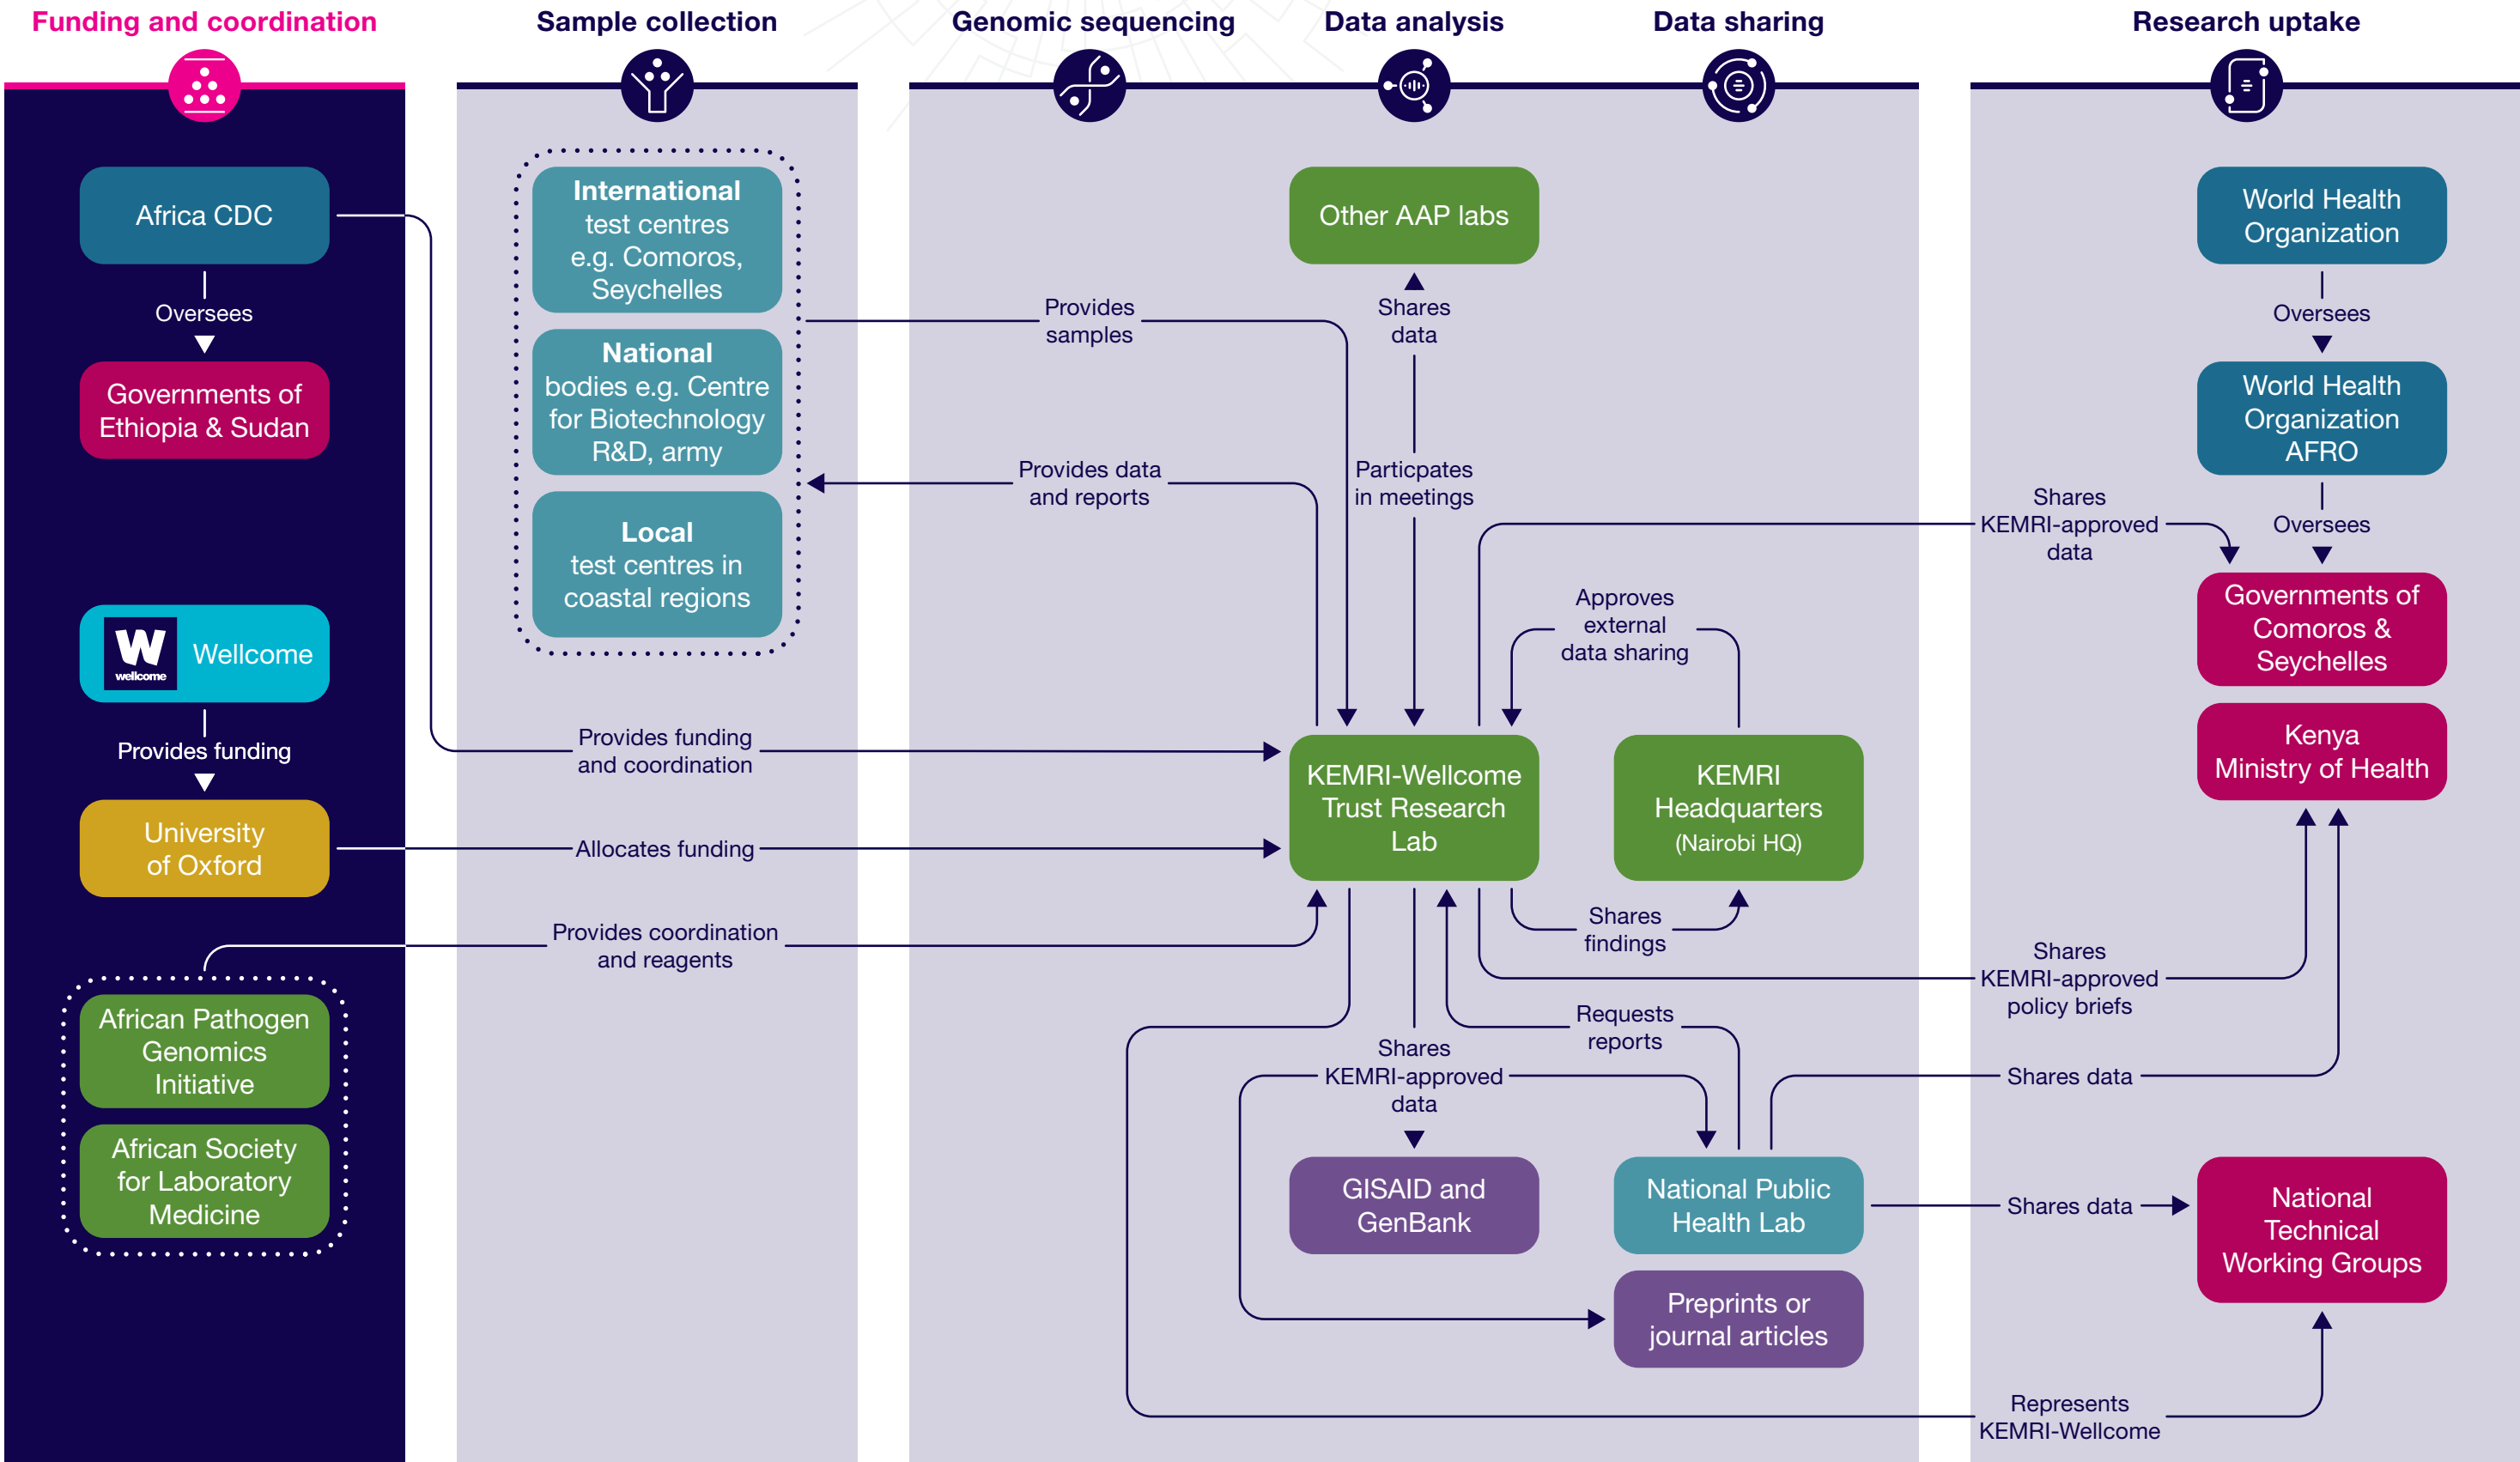 Funding and coordination
Sample collection
Genomic sequencing
Data analysis
Data sharing
Research uptake
Africa CDC
Oversees
Governments of
Ethiopia & Sudan
W
wellcome
Wellcome
Provides funding
University
of Oxford
African Pathogen
Genomics
Initiative
African Society
for Laboratory
Medicine
International
test centres
e.g. Comoros,
Seychelles
National
bodies e.g. Centre
for Biotechnology
R&D, army
Local
test centres in
coastal regions
Provides funding
and coordination
Allocates funding
Provides coordination
and reagents
Provides
samples
Provides data
and reports
Other AAP labs
Shares
data
Particpates
in meetings
Approves
external
data sharing
KEMRI-Wellcome
Trust Research
Lab
KEMRI
Headquarters
(Nairobi HQ)
Shares
findings
Requests
reports
Shares
KEMRI-approved
data
GISAID and
GenBank
National Public
Health Lab
Preprints or
journal articles
World Health
Organization
Oversees
World Health
Organization
AFRO
Shares
KEMRI-approved
data
Oversees
Governments of
Comoros &
Seychelles
Kenya
Ministry of Health
Shares
KEMRI-approved
policy briefs
Shares data
Shares data
National
Technical
Working Groups
Represents
KEMRI-Wellcome